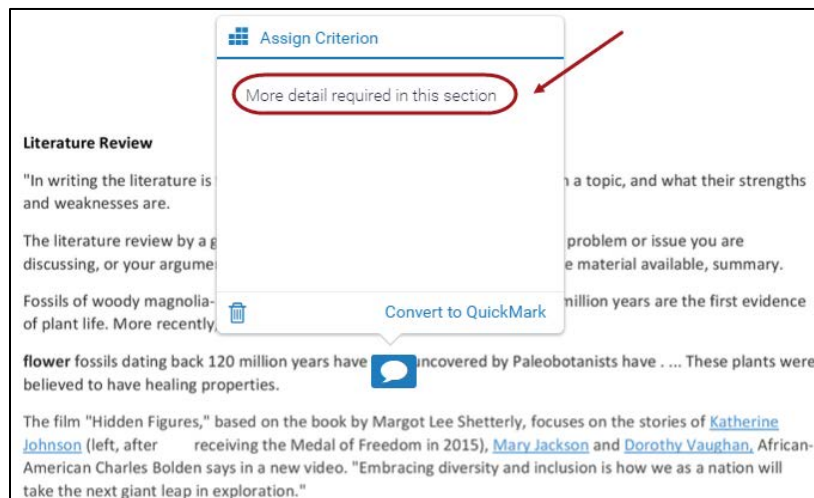 Assign Criterion
More detail required in this section
Literature Review
"In writing the literature is a topic, and what their strengths
and weaknesses are.
The literature review by a problem or issue you are
discussing, or your material available, summary.
Fossils of woody magnolia- million years are the first evidence
of plant life. More recently,
Convert to QuickMark
flower fossils dating back 120 million years have uncovered by Paleobotanists have . .... These plants were
believed to have healing properties.
The film "Hidden Figures," based on the book by Margot Lee Shetterly, focuses on the stories of Katherine
Johnson (left, after receiving the Medal of Freedom in 2015), Mary Jackson and Dorothy Vaughan, African-
American Charles Bolden says in a new video. "Embracing diversity and inclusion is how we as a nation will
take the next giant leap in exploration."